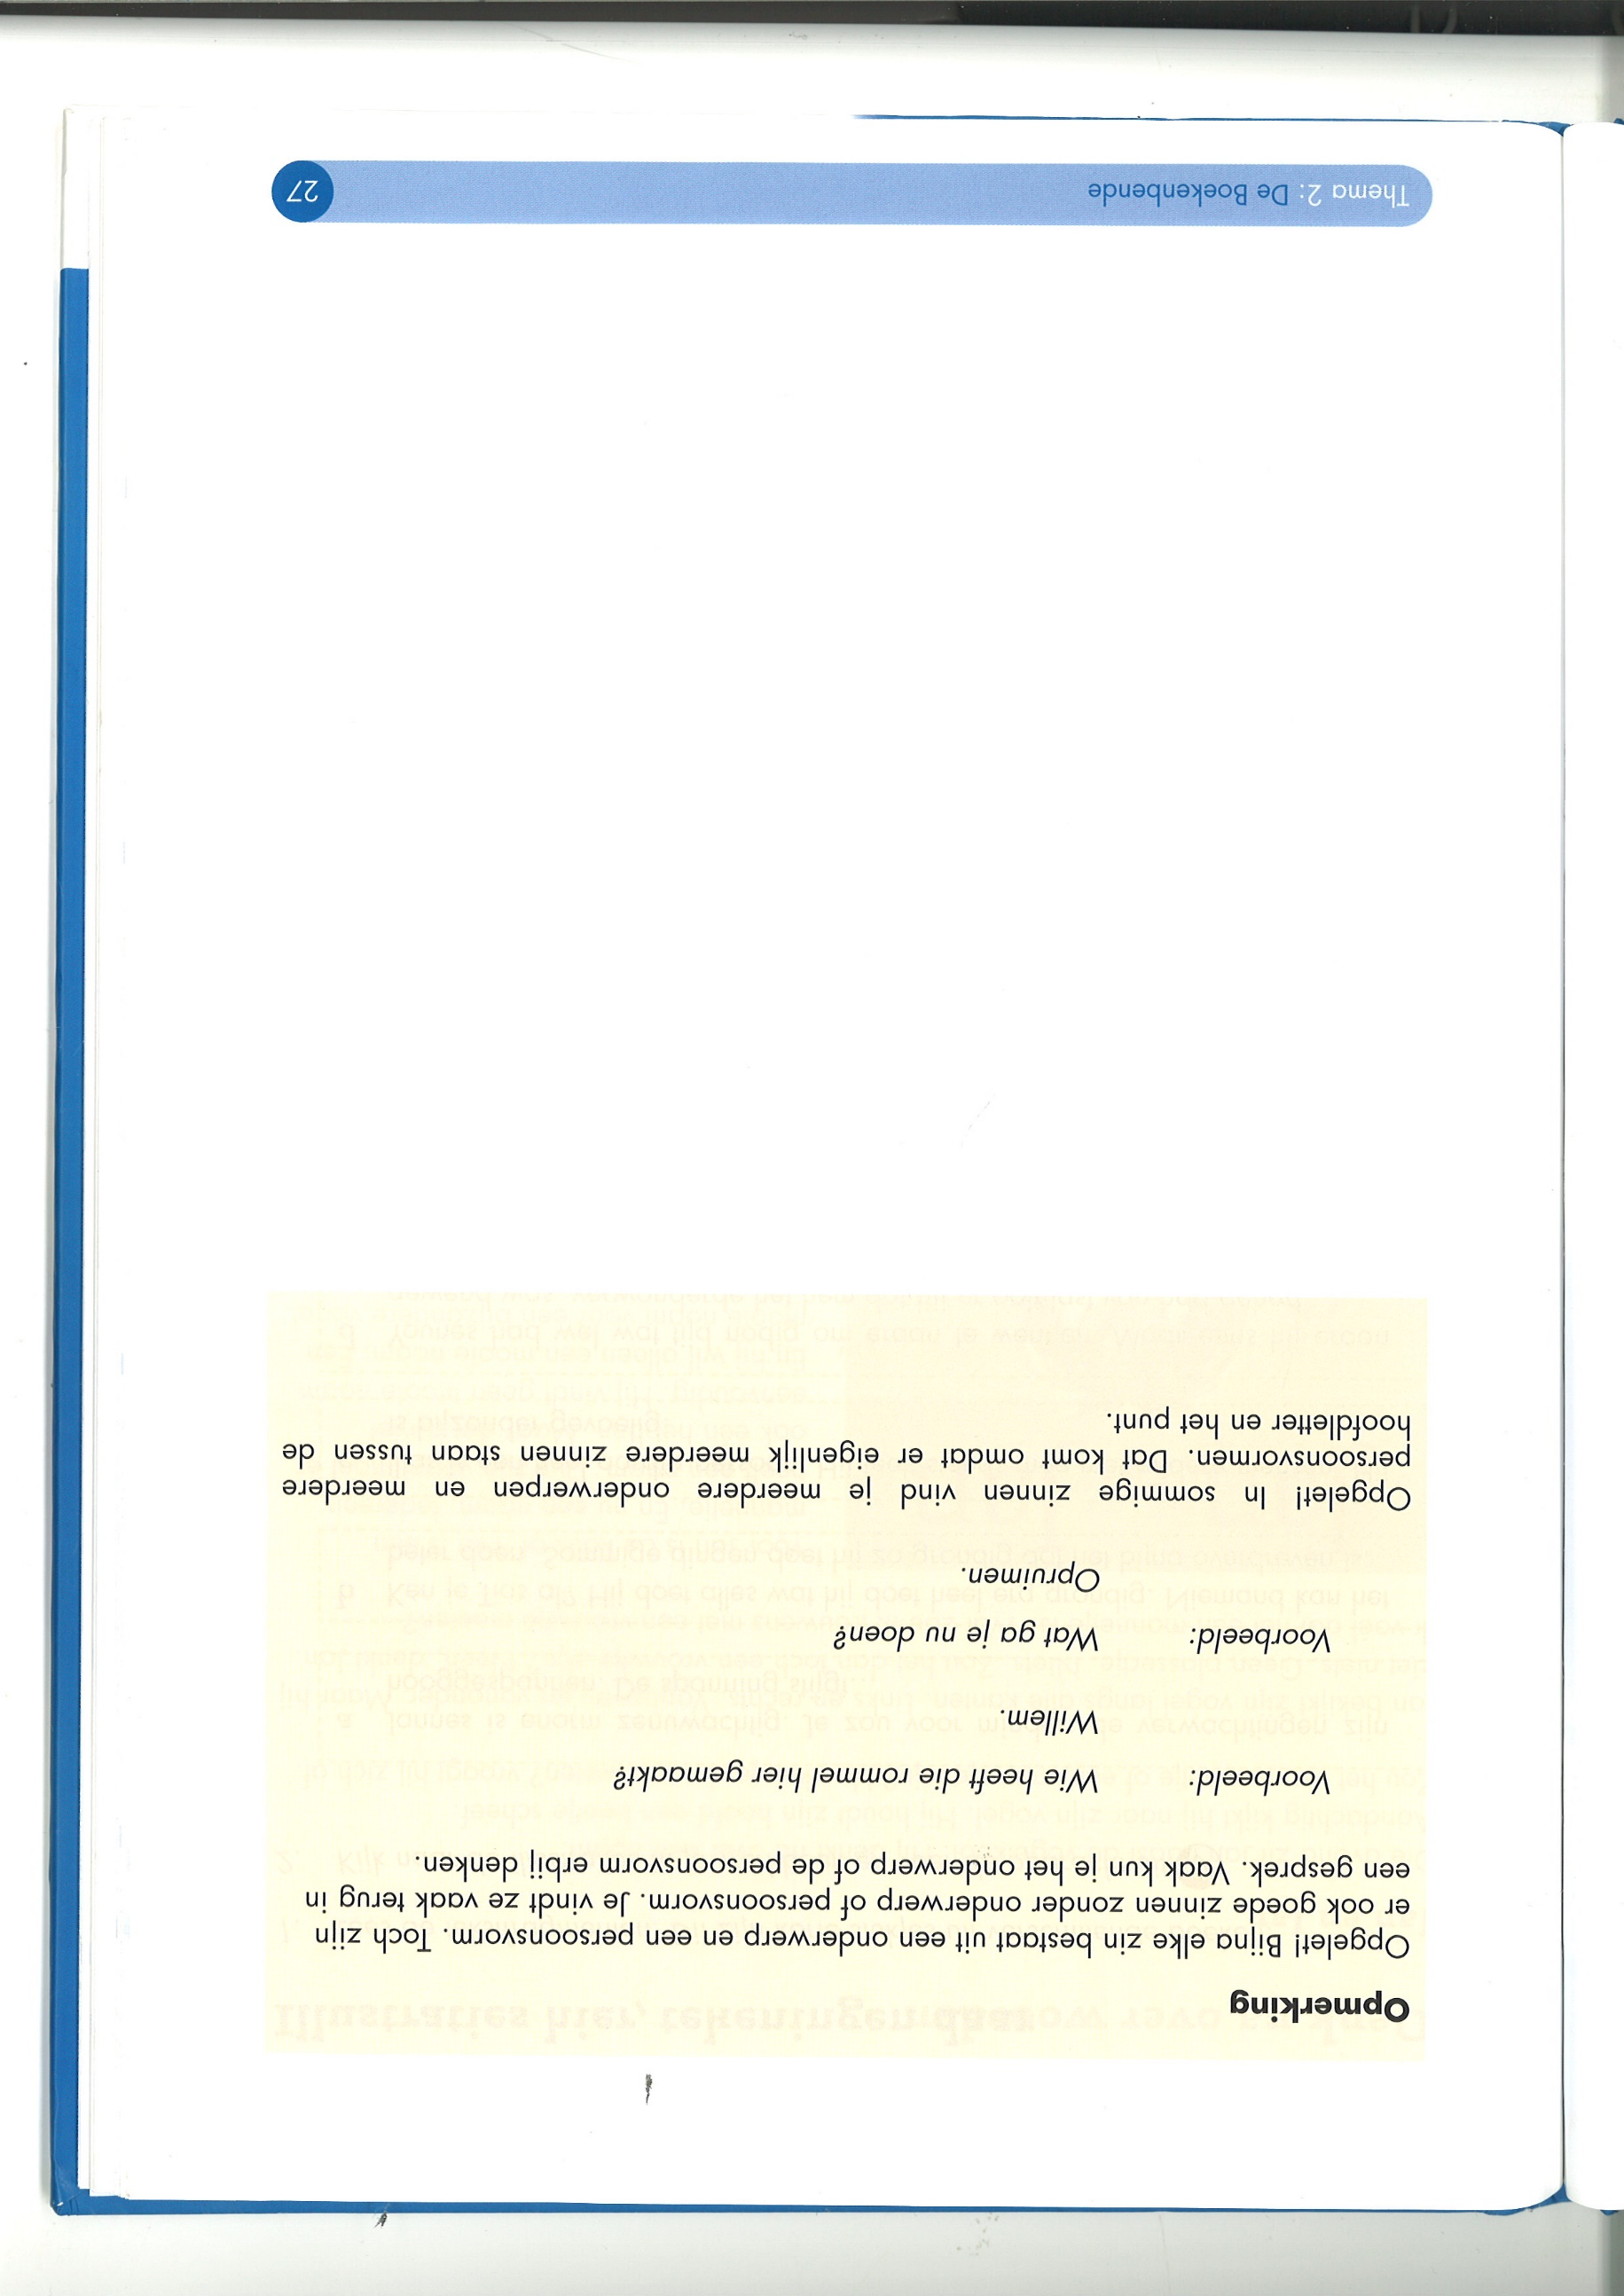 Opmerking
Opgelet! Bijna elke zin bestaat uit een onderwerp en een persoonsvorm. Toch zijn
er ook goede zinnen zonder onderwerp of persoonsvorm. Je vindt ze vaak terug in
een gesprek. Vaak kun je het onderwerp of de persoonsvorm erbij denken.
Voorbeeld: Wie heeft die rommel hier gemaakt?
Willem.
Voorbeeld: Wat ga je nu doen?
Opruimen.
Opgelet! In sommige zinnen vind je meerdere onderwerpen en meerdere
persoonsvormen. Dat komt omdat er eigenlijk meerdere zinnen staan tussen de
hoofdletter en het punt.
Thema 2: De Boekenbende 27